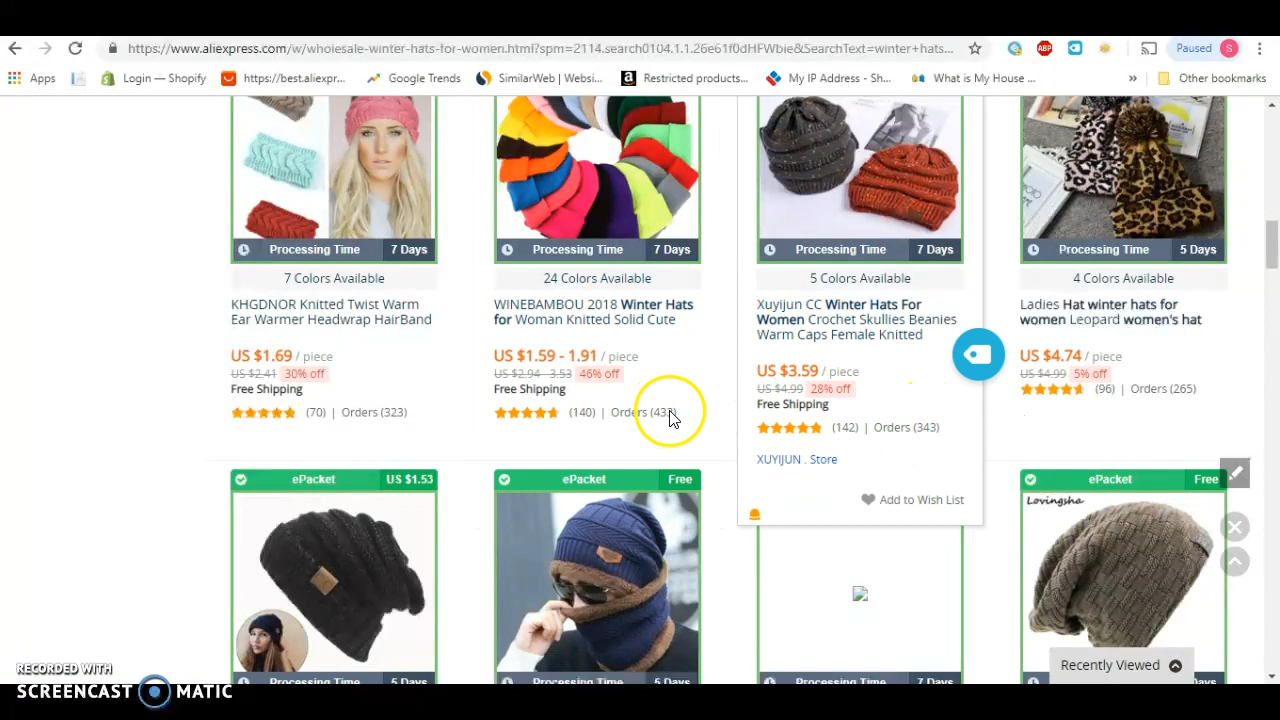 https://www.aliexpress.com/w/wholesale-winter-hats-for-women.html?spm=2114.search0104.1.1.26e61f0dHFWbie&SearchText=winter+hats...
ABP
Paused
S
Apps
Login — Shopify
https://best.aliexpr...
Google Trends
SimilarWeb | Websi...
Restricted products...
My IP Address - Sh...
What is My House ...
»
Other bookmarks
Processing Time 7 Days
Processing Time 7 Days
Processing Time 7 Days
Processing Time 5 Days
7 Colors Available
24 Colors Available
5 Colors Available
4 Colors Available
KHGDNOR Knitted Twist Warm
Ear Warmer Headwrap HairBand
US $1.69 / piece
US $2.41 30% off
Free Shipping
(70) | Orders (323)
WINEBAMBOU 2018 Winter Hats
for Woman Knitted Solid Cute
US $1.59 - 1.91 / piece
US $2.94 - 3.53 46% off
Free Shipping
(140) | Orders
Xuyijun CC Winter Hats For
Women Crochet Skullies Beanies
Warm Caps Female Knitted
US $3.59 / piece
US $4.99 28% off
Free Shipping
(142) | Orders (343)
XUYIJUN . Store
Add to Wish List
Ladies Hat winter hats for
women Leopard women's hat
US $4.74 / piece
US $4.99 5% off
(96) | Orders (265)
ePacket US $1.53
ePacket Free
ePacket Free
Lovingsha
Processing Time 5 Days
Processing Time 5 Days
Processing Time 7 Days
Recently Viewed
RECORDED WITH
SCREENCAST MATIC